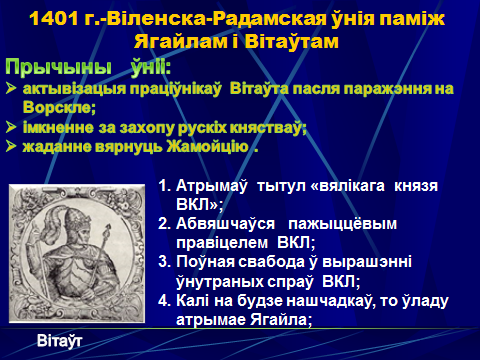 1401 г.-Віленска-Радамская ўнія паміж
Ягайлам і Вітаўтам
Прычыны ўніі:
актывізацыя праціўнікаў Вітаўта пасля паражэння на
Ворскле;
імкненне за захопу рускіх княстваў;
жаданне вярнуць Жамойцію .
1. Атрымаў тытул «вялікага князя
ВКЛ»;
2. Абвяшчаўся пажыццёвым
правіцелем ВКЛ;
3. Поўная свабода ў вырашэнні
ўнутраных спраў ВКЛ;
4. Калі на будзе нашчадкаў, то ўладу
атрымае Ягайла;
Вітаўт